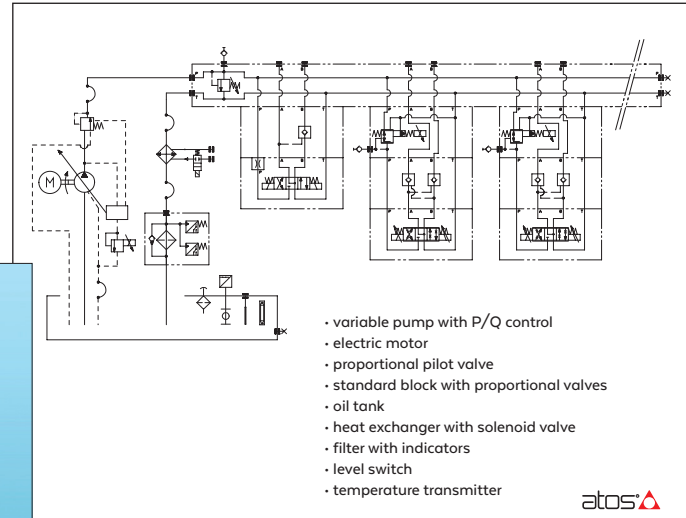 P
A
B
P
T
T
P
A
B
T
P
A
B
T
P
A
B
T
P
T
P
A
B
T
A
B
T
A
B
T
M
P
A
B
T
P
A
B
T
• variable pump with P/Q control
• electric motor
• proportional pilot valve
• standard block with proportional valves
• oil tank
• heat exchanger with solenoid valve
• filter with indicators
• level switch
• temperature transmitter
atos